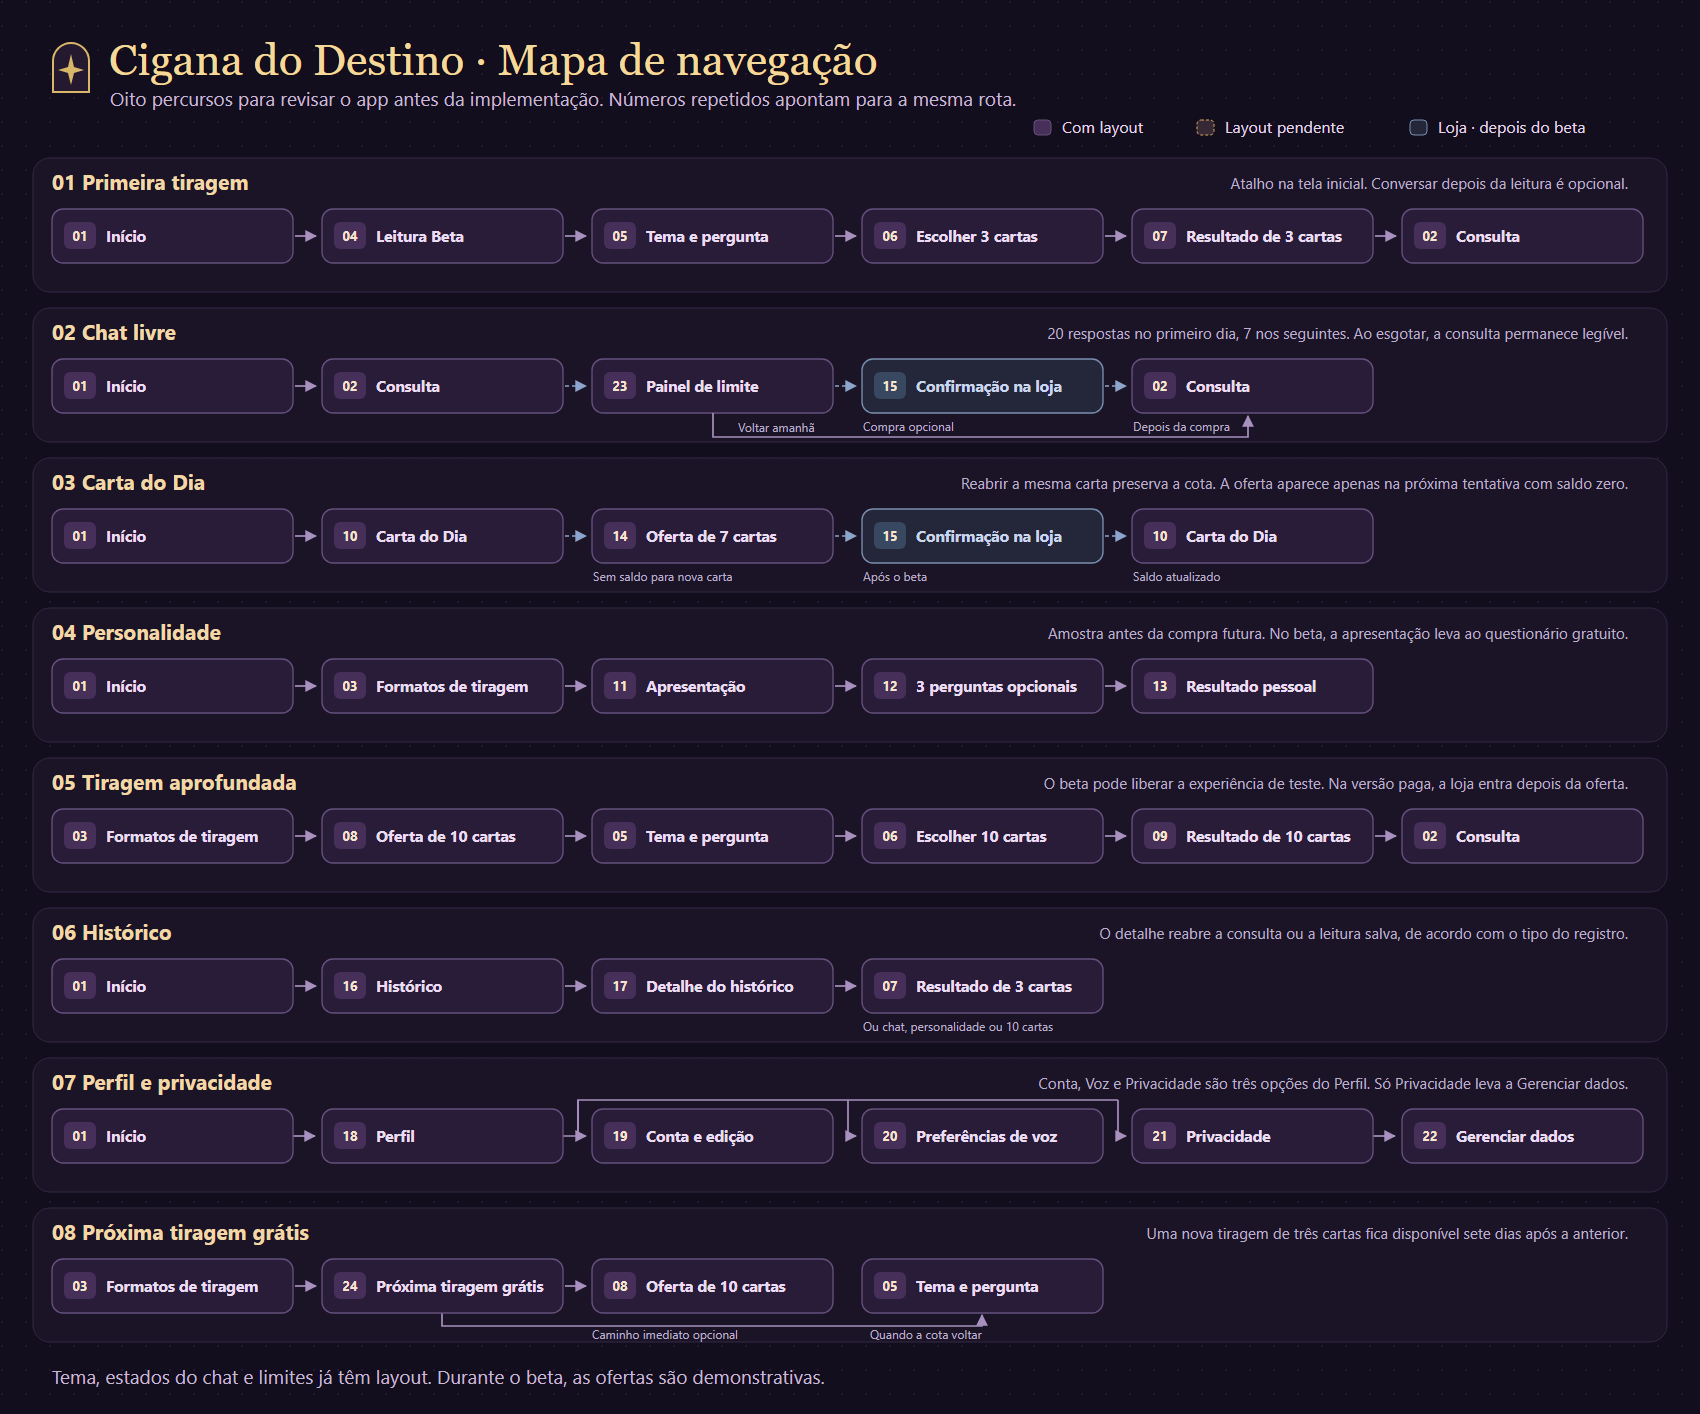 Cigana do Destino · Mapa de navegação
Oito percursos para revisar o app antes da implementação. Números repetidos apontam para a mesma rota.
Com layout
Layout pendente
Loja · depois do beta
01 Primeira tiragem
Atalho na tela inicial. Conversar depois da leitura é opcional.
01 Início
04 Leitura Beta
05 Tema e pergunta
06 Escolher 3 cartas
07 Resultado de 3 cartas
02 Consulta
02 Chat livre
20 respostas no primeiro dia, 7 nos seguintes. Ao esgotar, a consulta permanece legível.
01 Início
02 Consulta
23 Painel de limite
15 Confirmação na loja
02 Consulta
Voltar amanhã
Compra opcional
Depois da compra
03 Carta do Dia
Reabrir a mesma carta preserva a cota. A oferta aparece apenas na próxima tentativa com saldo zero.
01 Início
10 Carta do Dia
14 Oferta de 7 cartas
15 Confirmação na loja
10 Carta do Dia
Sem saldo para nova carta
Após o beta
Saldo atualizado
04 Personalidade
Amostra antes da compra futura. No beta, a apresentação leva ao questionário gratuito.
01 Início
03 Formatos de tiragem
11 Apresentação
12 3 perguntas opcionais
13 Resultado pessoal
05 Tiragem aprofundada
O beta pode liberar a experiência de teste. Na versão paga, a loja entra depois da oferta.
03 Formatos de tiragem
08 Oferta de 10 cartas
05 Tema e pergunta
06 Escolher 10 cartas
09 Resultado de 10 cartas
02 Consulta
06 Histórico
O detalhe reabre a consulta ou a leitura salva, de acordo com o tipo do registro.
01 Início
16 Histórico
17 Detalhe do histórico
07 Resultado de 3 cartas
Ou chat, personalidade ou 10 cartas
07 Perfil e privacidade
Conta, Voz e Privacidade são três opções do Perfil. Só Privacidade leva a Gerenciar dados.
01 Início
18 Perfil
19 Conta e edição
20 Preferências de voz
21 Privacidade
22 Gerenciar dados
08 Próxima tiragem grátis
Uma nova tiragem de três cartas fica disponível sete dias após a anterior.
03 Formatos de tiragem
24 Próxima tiragem grátis
08 Oferta de 10 cartas
05 Tema e pergunta
Caminho imediato opcional
Quando a cota voltar
Tema, estados do chat e limites já têm layout. Durante o beta, as ofertas são demonstrativas.